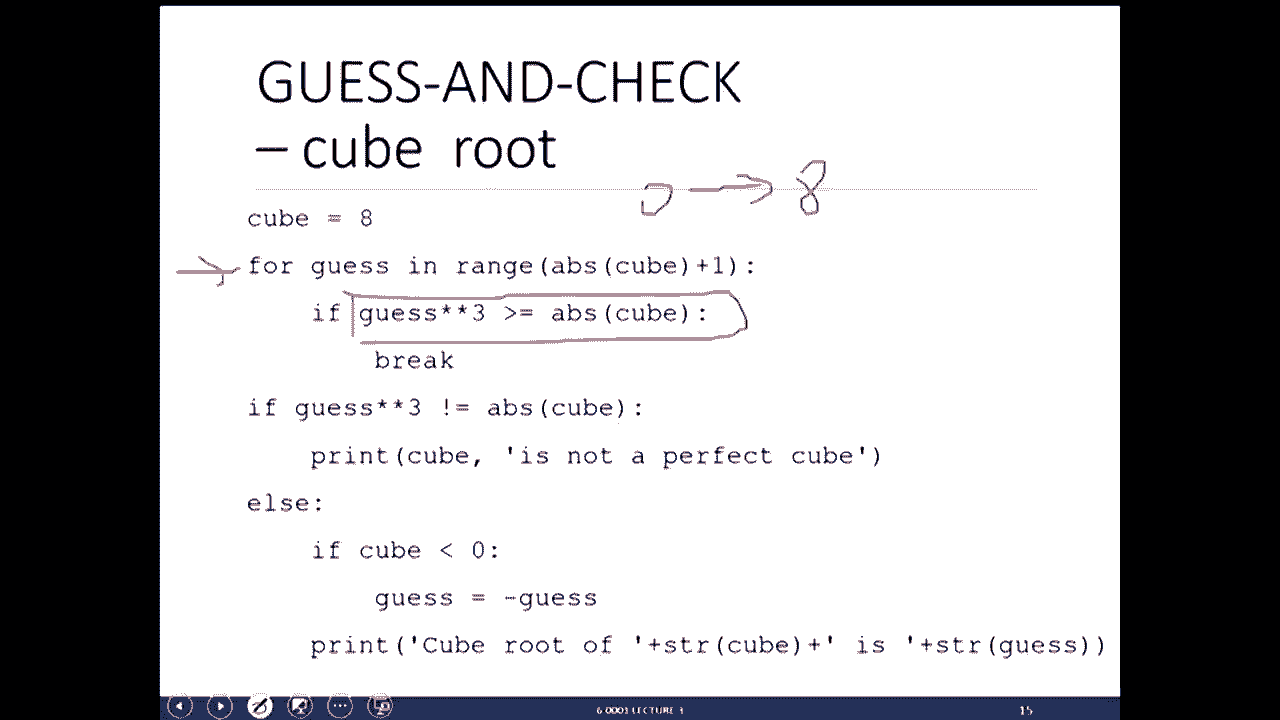 GUESS-AND-CHECK
– cube root
0 → 8
cube = 8
for guess in range(abs(cube)+1):
    if guess**3 >= abs(cube):
        break
if guess**3 != abs(cube):
    print(cube, 'is not a perfect cube')
else:
    if cube < 0:
        guess = -guess
    print('Cube root of '+str(cube)+' is '+str(guess))
6.0001 LECTURE 3
15